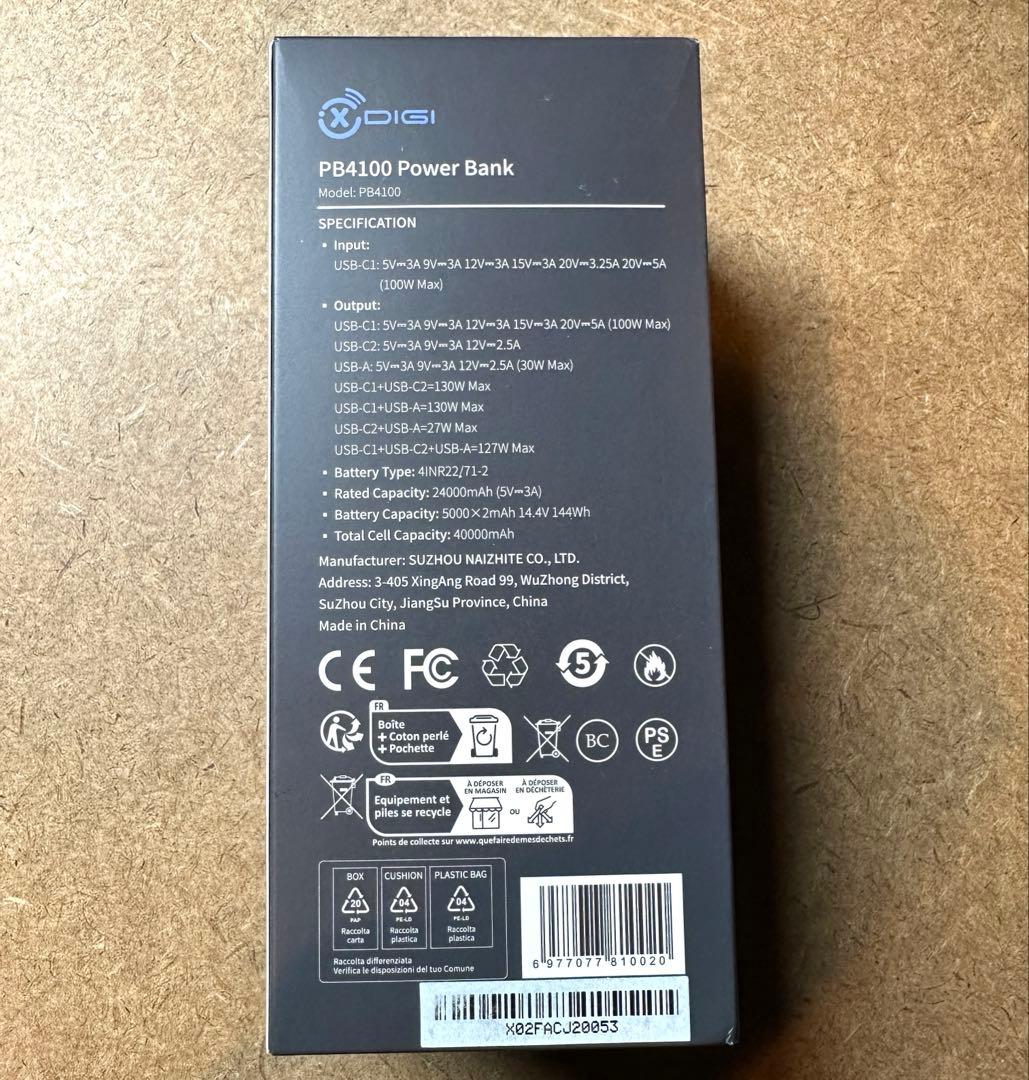 XDIGI
PB4100 Power Bank
Model: PB4100
SPECIFICATION
▪ Input:
USB-C1: 5V⎓3A 9V⎓3A 12V⎓3A 15V⎓3A 20V⎓3.25A 20V⎓5A
(100W Max)
▪ Output:
USB-C1: 5V⎓3A 9V⎓3A 12V⎓3A 15V⎓3A 20V⎓5A (100W Max)
USB-C2: 5V⎓3A 9V⎓3A 12V⎓2.5A
USB-A: 5V⎓3A 9V⎓3A 12V⎓2.5A (30W Max)
USB-C1+USB-C2=130W Max
USB-C1+USB-A=130W Max
USB-C2+USB-A=27W Max
USB-C1+USB-C2+USB-A=127W Max
▪ Battery Type: 4INR22/71-2
▪ Rated Capacity: 24000mAh (5V⎓3A)
▪ Battery Capacity: 5000×2mAh 14.4V 144Wh
▪ Total Cell Capacity: 40000mAh
Manufacturer: SUZHOU NAIZHITE CO., LTD.
Address: 3-405 XingAng Road 99, WuZhong District,
SuZhou City, JiangSu Province, China
Made in China
CE FC 5
FR
Boîte
+ Coton perlé
+ Pochette
BC
PS
E
FR
Equipement et
piles se recycle
À DÉPOSER
EN MAGASIN
OU
À DÉPOSER
EN DÉCHÈTERIE
Points de collecte sur www.quefairedemesdechets.fr
BOX
20
PAP
Raccolta
carta
CUSHION
04
PE-LD
Raccolta
plastica
PLASTIC BAG
04
PE-LD
Raccolta
plastica
Raccolta differenziata
Verifica le disposizioni del tuo Comune
6 977077 810020
X02FACJ20053